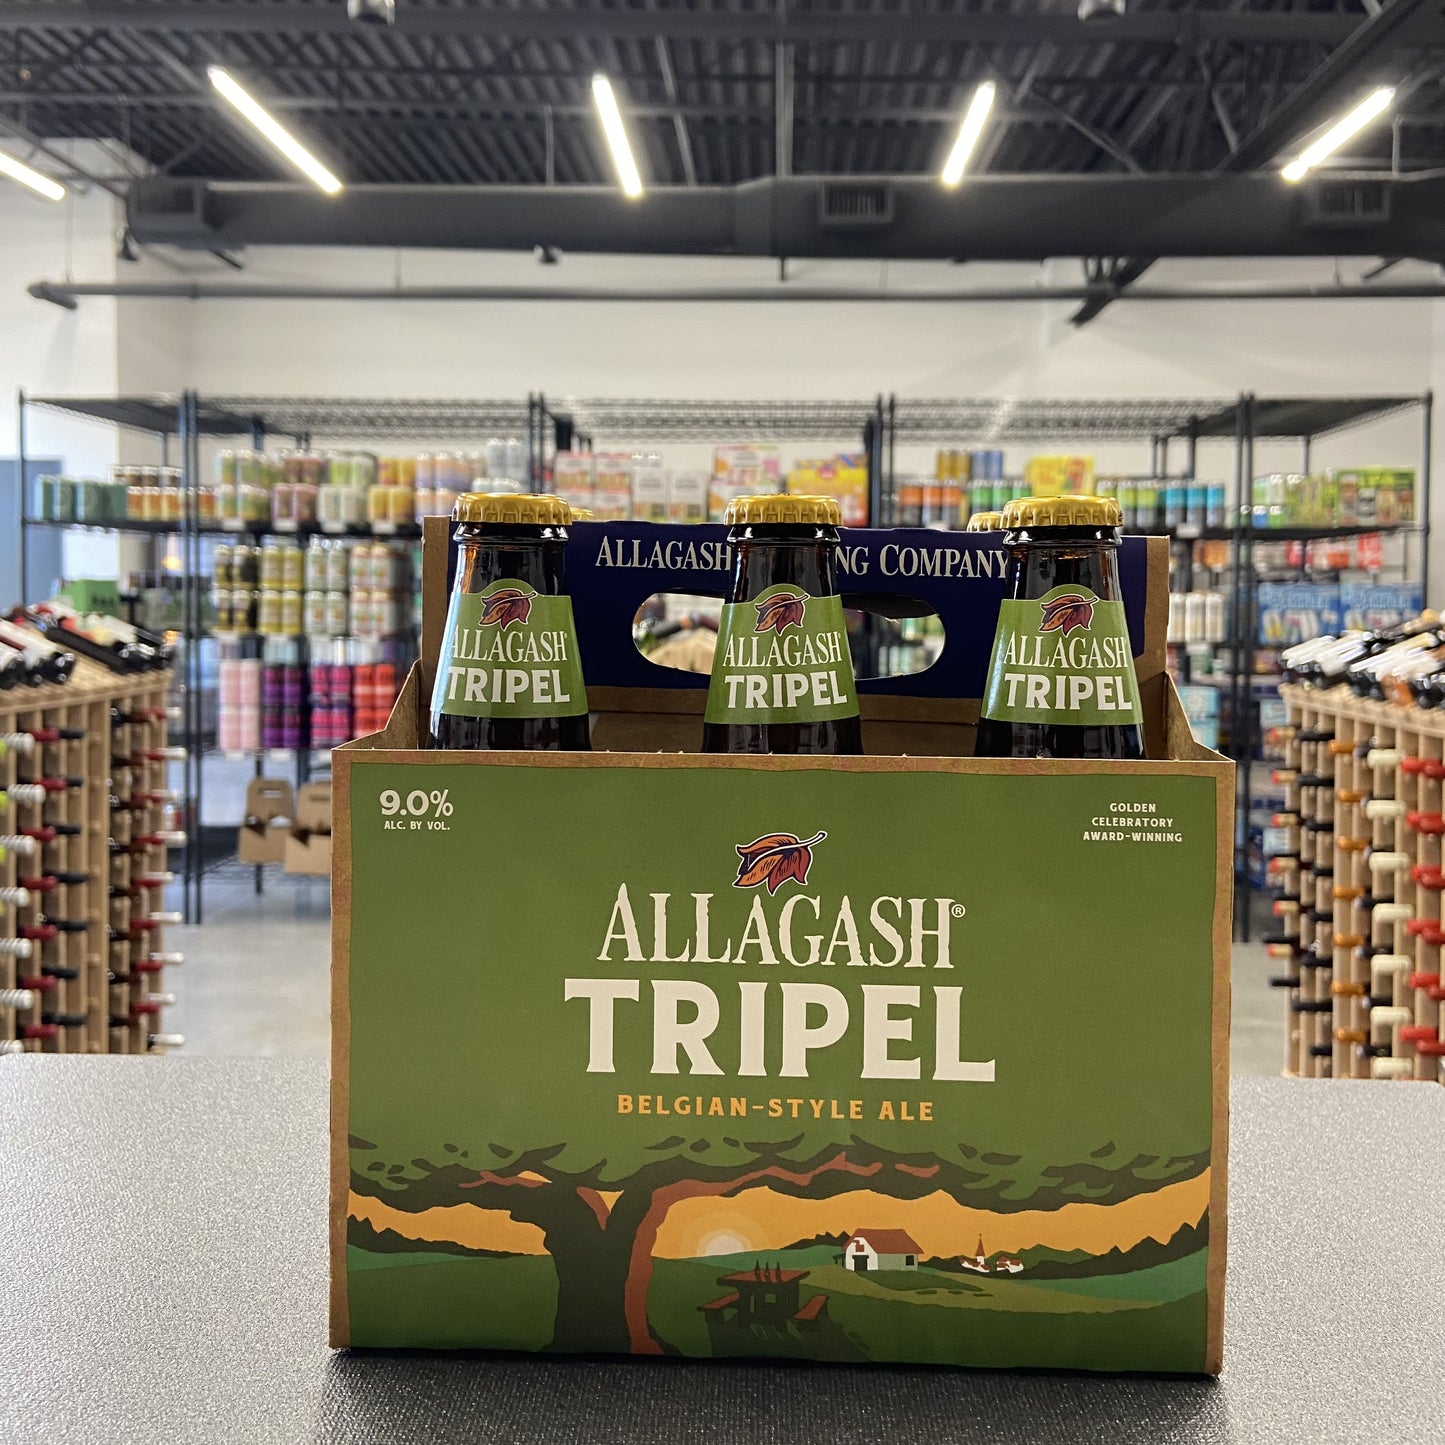 ALLAGASH NG COMPANY
ALLAGASH
TRIPEL
ALLAGASH
TRIPEL
ALLAGASH
TRIPEL
9.0%
ALC. BY VOL.
GOLDEN
CELEBRATORY
AWARD-WINNING
ALLAGASH®
TRIPEL
BELGIAN-STYLE ALE